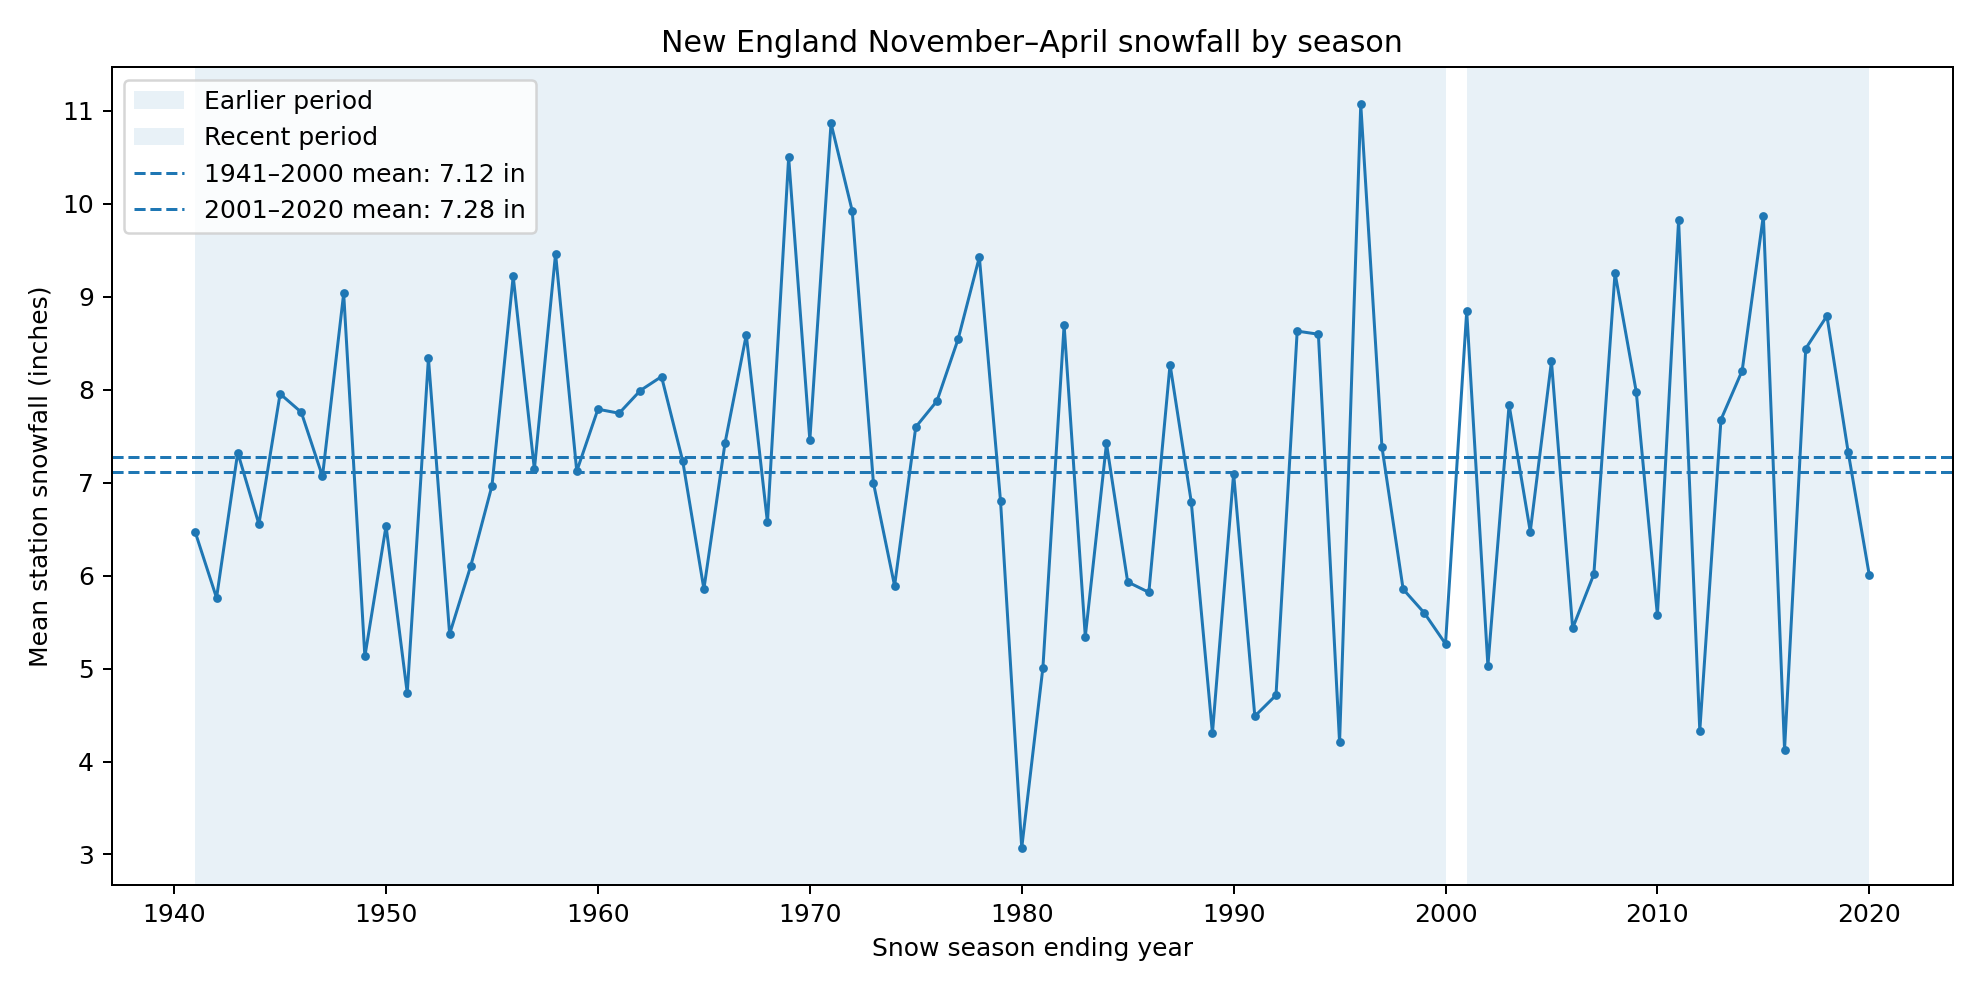 New England November–April snowfall by season
Earlier period
Recent period
1941–2000 mean: 7.12 in
2001–2020 mean: 7.28 in
Mean station snowfall (inches)
11
10
9
8
7
6
5
4
3
1940 1950 1960 1970 1980 1990 2000 2010 2020
Snow season ending year